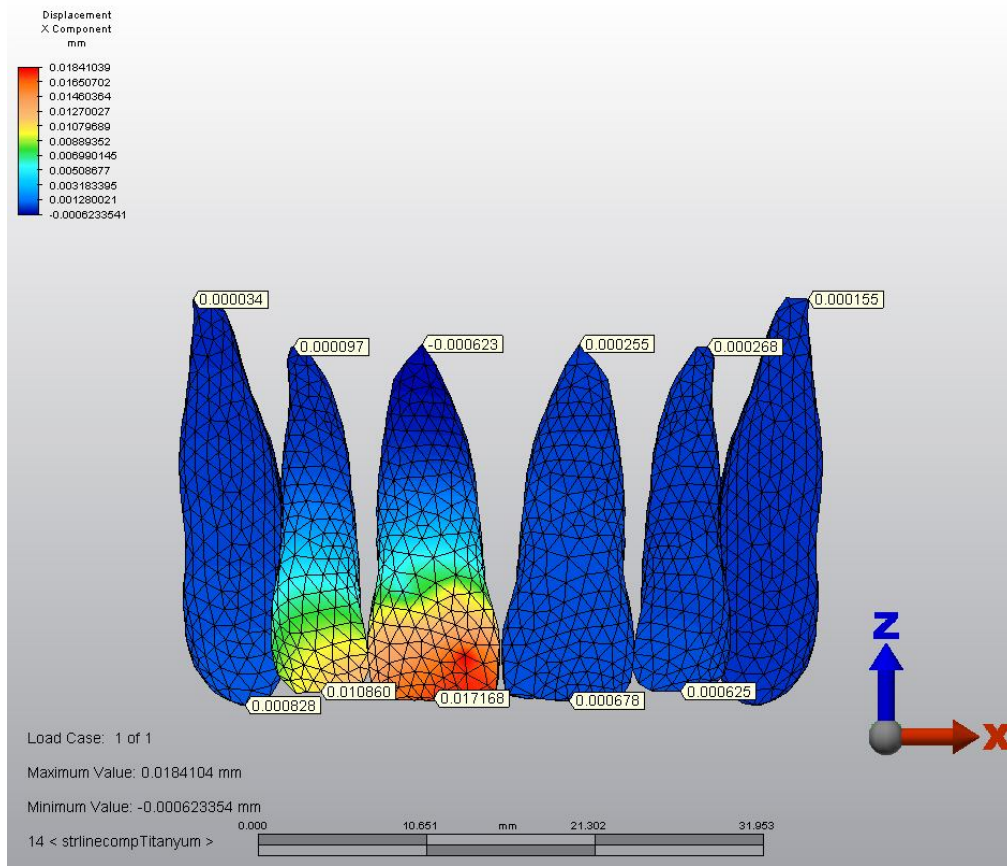 Displacement
X Component
mm
0.01841039
0.01650702
0.01460364
0.01270027
0.01079689
0.00889352
0.006990145
0.00508677
0.003183395
0.001280021
-0.0006233541
0.000034
0.000155
0.000097
-0.000623
0.000255
0.000268
0.010860
0.017168
0.000678
0.000625
0.000828
Z
X
Load Case: 1 of 1
Maximum Value: 0.0184104 mm
Minimum Value: -0.000623354 mm
0.000 10.651 mm 21.302 31.953
14 < strlinecompTitanyum >